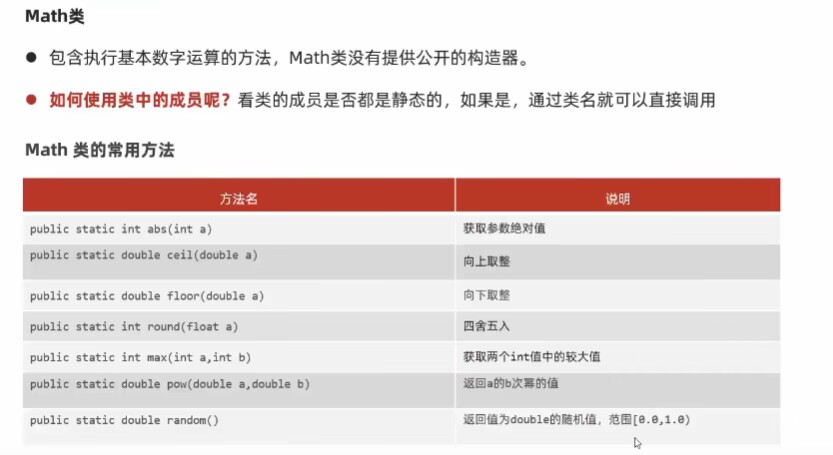 Math类
● 包含执行基本数字运算的方法，Math类没有提供公开的构造器。
● 如何使用类中的成员呢？看类的成员是否都是静态的，如果是，通过类名就可以直接调用
Math 类的常用方法
方法名 说明
public static int abs(int a) 获取参数绝对值
public static double ceil(double a) 向上取整
public static double floor(double a) 向下取整
public static int round(float a) 四舍五入
public static int max(int a,int b) 获取两个int值中的较大值
public static double pow(double a,double b) 返回a的b次幂的值
public static double random() 返回值为double的随机值，范围[0.0,1.0)